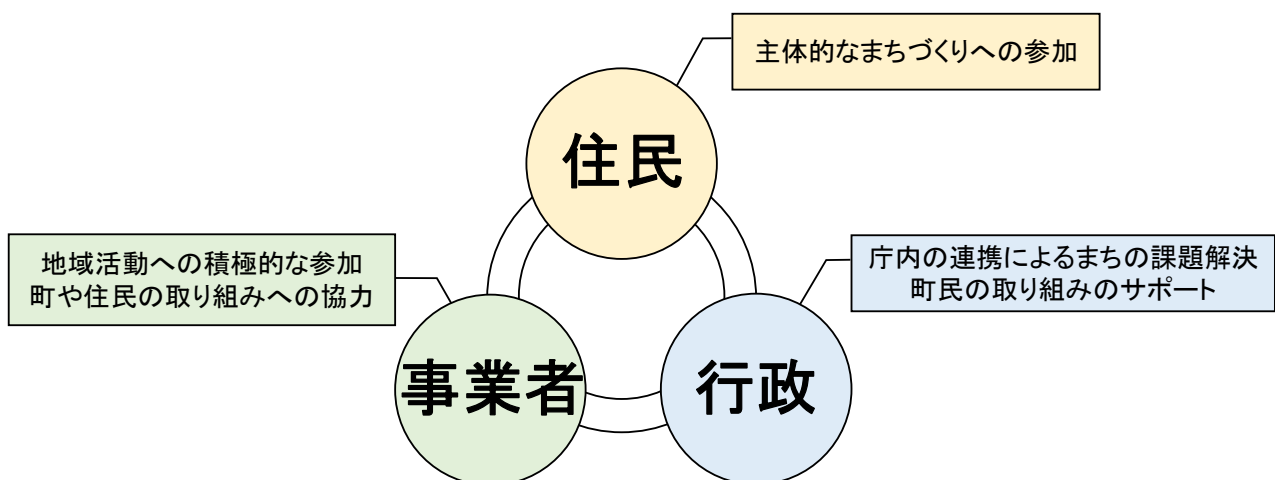 主体的なまちづくりへの参加
住民
地域活動への積極的な参加
町や住民の取り組みへの協力
庁内の連携によるまちの課題解決
町民の取り組みのサポート
事業者
行政